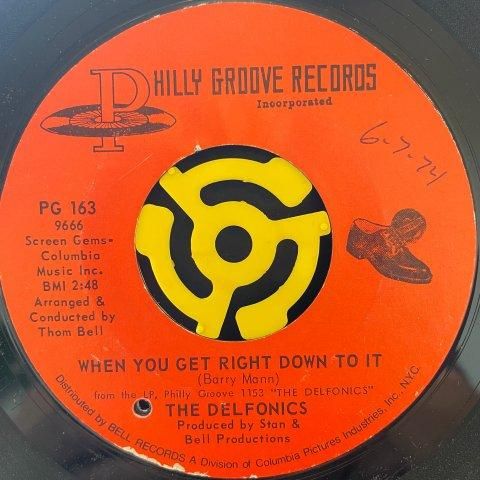 PHILLY GROOVE RECORDS
Incorporated
6-7-74
PG 163
9666
Screen Gems-
Columbia
Music Inc.
BMI 2:48
Arranged &
Conducted by
Thom Bell
WHEN YOU GET RIGHT DOWN TO IT
(Barry Mann)
from the LP, Philly Groove 1153 "THE DELFONICS"
THE DELFONICS
Produced by Stan &
Bell Productions
Distributed by BELL RECORDS A Division of Columbia Pictures Industries, Inc. NYC.